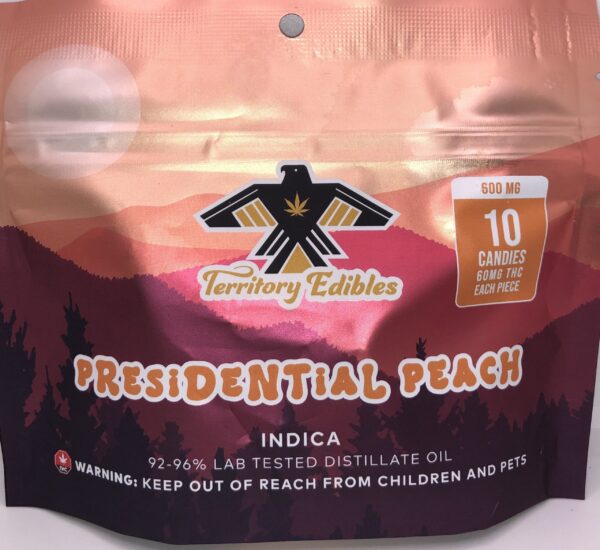 600 MG
10
CANDIES
60MG THC
EACH PIECE
Territory Edibles
PRESiDENTiAL PEACH
INDICA
92-96% LAB TESTED DISTILLATE OIL
THC
WARNING: KEEP OUT OF REACH FROM CHILDREN AND PETS